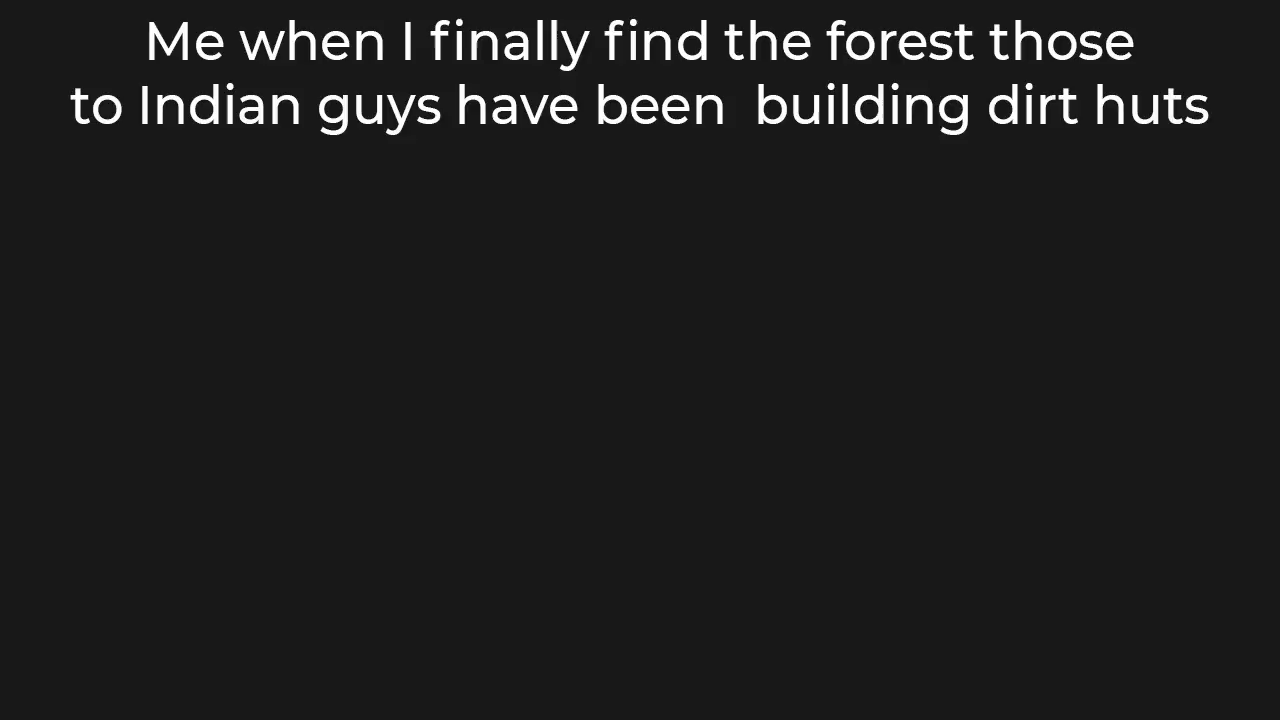 Me when I finally find the forest those
to Indian guys have been  building dirt huts